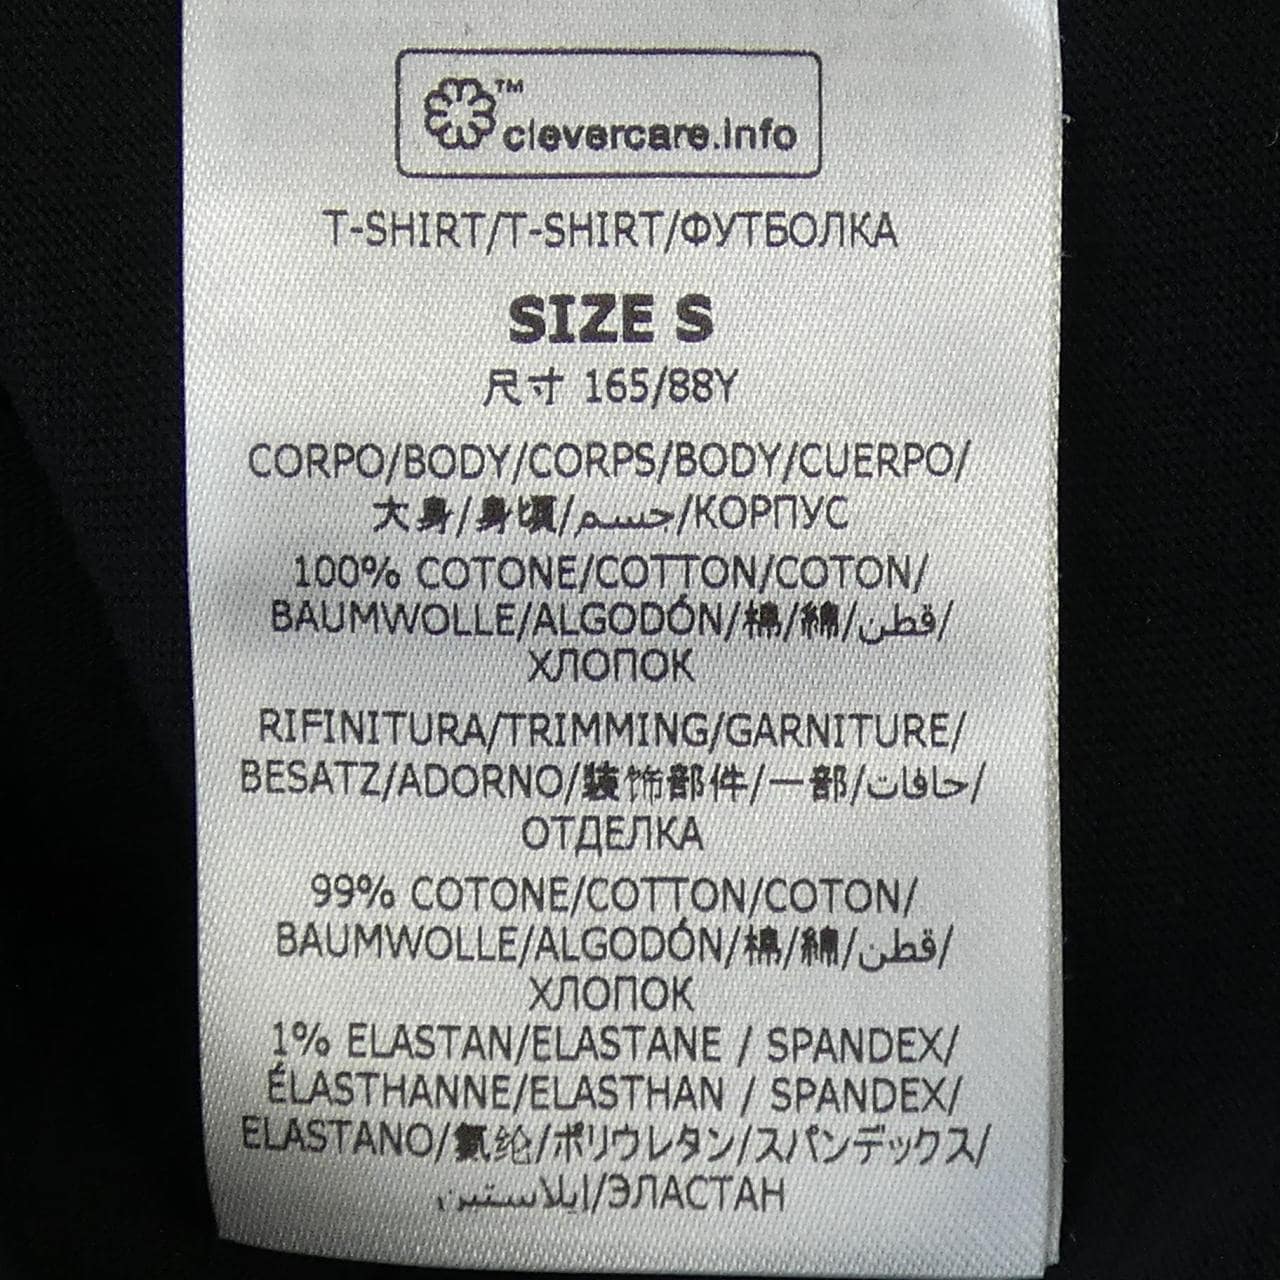 ™
clevercare.info
T-SHIRT/T-SHIRT/ФУТБОЛКА
SIZE S
尺寸 165/88Y
CORPO/BODY/CORPS/BODY/CUERPO/
大身/身頃/جسم/КОРПУС
100% COTONE/COTTON/COTON/
BAUMWOLLE/ALGODÓN/棉/綿/قطن/
ХЛОПОК
RIFINITURA/TRIMMING/GARNITURE/
BESATZ/ADORNO/装饰部件/一部/حافات/
ОТДЕЛКА
99% COTONE/COTTON/COTON/
BAUMWOLLE/ALGODÓN/棉/綿/قطن/
ХЛОПОК
1% ELASTAN/ELASTANE / SPANDEX/
ÉLASTHANNE/ELASTHAN / SPANDEX/
ELASTANO/氨纶/ポリウレタン/スパンデックス/
ايلاستين/ЭЛАСТАН